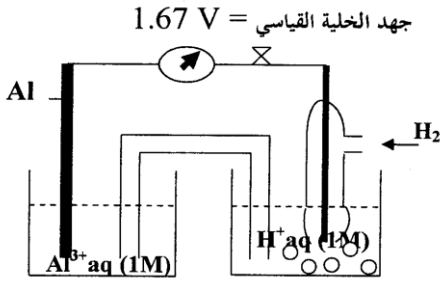 جهد الخلية القياسي = 1.67 V
Al
H₂
Al³⁺aq (1M)
H⁺aq (1M)